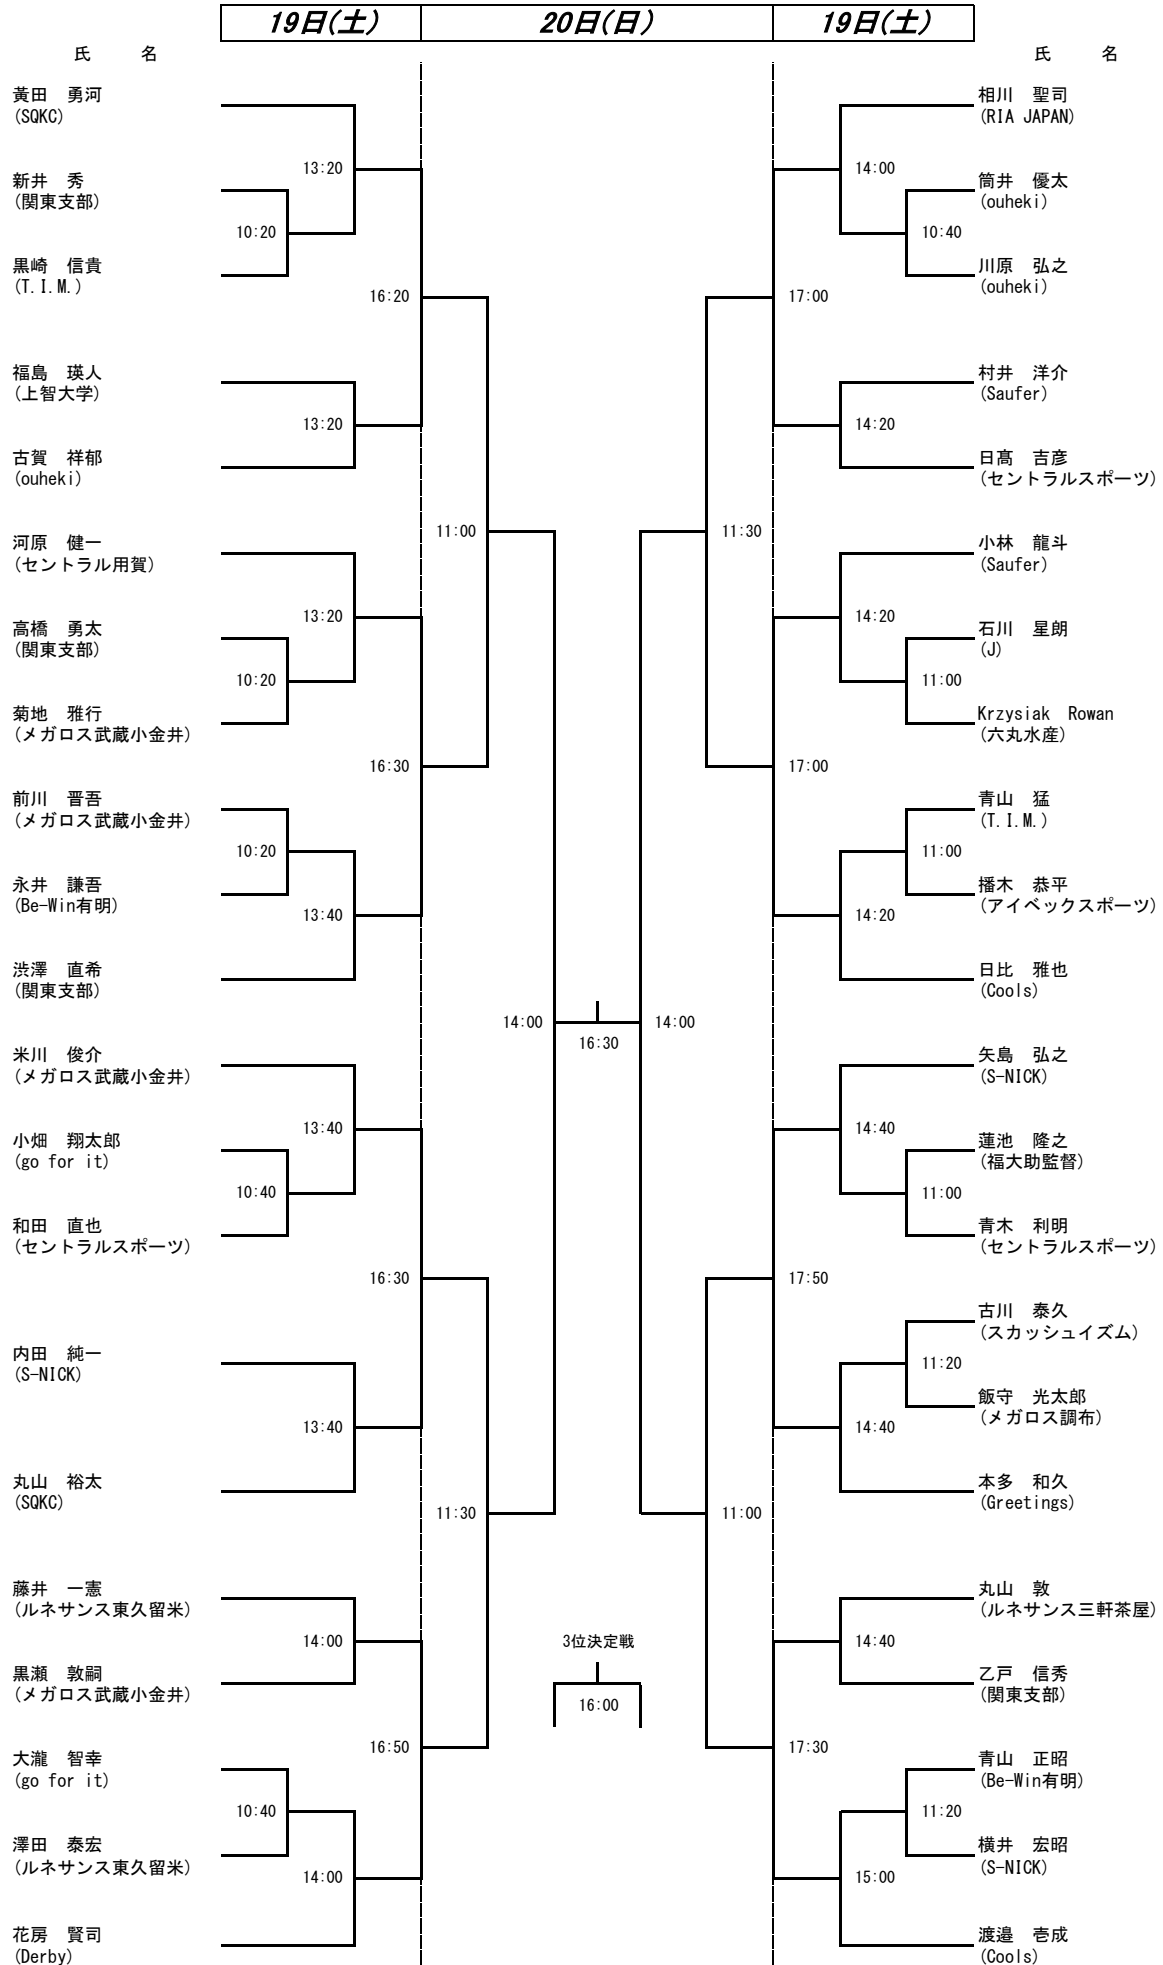 19日(土)
20日(日)
19日(土)
氏　　名
氏　　名
黃田　勇河
(SQKC)
13:20
新井　秀
(関東支部)
10:20
黒崎　信貴
(T.I.M.)
16:20
福島　瑛人
(上智大学)
13:20
古賀　祥郁
(ouheki)
11:00
河原　健一
(セントラル用賀)
13:20
高橋　勇太
(関東支部)
10:20
菊地　雅行
(メガロス武蔵小金井)
16:30
前川　晋吾
(メガロス武蔵小金井)
10:20
永井　謙吾
(Be-Win有明)
13:40
渋澤　直希
(関東支部)
14:00
米川　俊介
(メガロス武蔵小金井)
13:40
小畑　翔太郎
(go for it)
10:40
和田　直也
(セントラルスポーツ)
16:30
内田　純一
(S-NICK)
13:40
丸山　裕太
(SQKC)
11:30
藤井　一憲
(ルネサンス東久留米)
14:00
黒瀬　敦嗣
(メガロス武蔵小金井)
16:50
大瀧　智幸
(go for it)
10:40
澤田　泰宏
(ルネサンス東久留米)
14:00
花房　賢司
(Derby)
16:30
3位決定戦
16:00
相川　聖司
(RIA JAPAN)
14:00
筒井　優太
(ouheki)
10:40
川原　弘之
(ouheki)
17:00
村井　洋介
(Saufer)
14:20
日髙　吉彦
(セントラルスポーツ)
11:30
小林　龍斗
(Saufer)
14:20
石川　星朗
(J)
11:00
Krzysiak　Rowan
(六丸水産)
17:00
青山　猛
(T.I.M.)
11:00
播木　恭平
(アイベックスポーツ)
14:20
日比　雅也
(Cools)
14:00
矢島　弘之
(S-NICK)
14:40
蓮池　隆之
(福大助監督)
11:00
青木　利明
(セントラルスポーツ)
17:50
古川　泰久
(スカッシュイズム)
11:20
飯守　光太郎
(メガロス調布)
14:40
本多　和久
(Greetings)
11:00
丸山　敦
(ルネサンス三軒茶屋)
14:40
乙戸　信秀
(関東支部)
17:30
青山　正昭
(Be-Win有明)
11:20
横井　宏昭
(S-NICK)
15:00
渡邉　壱成
(Cools)